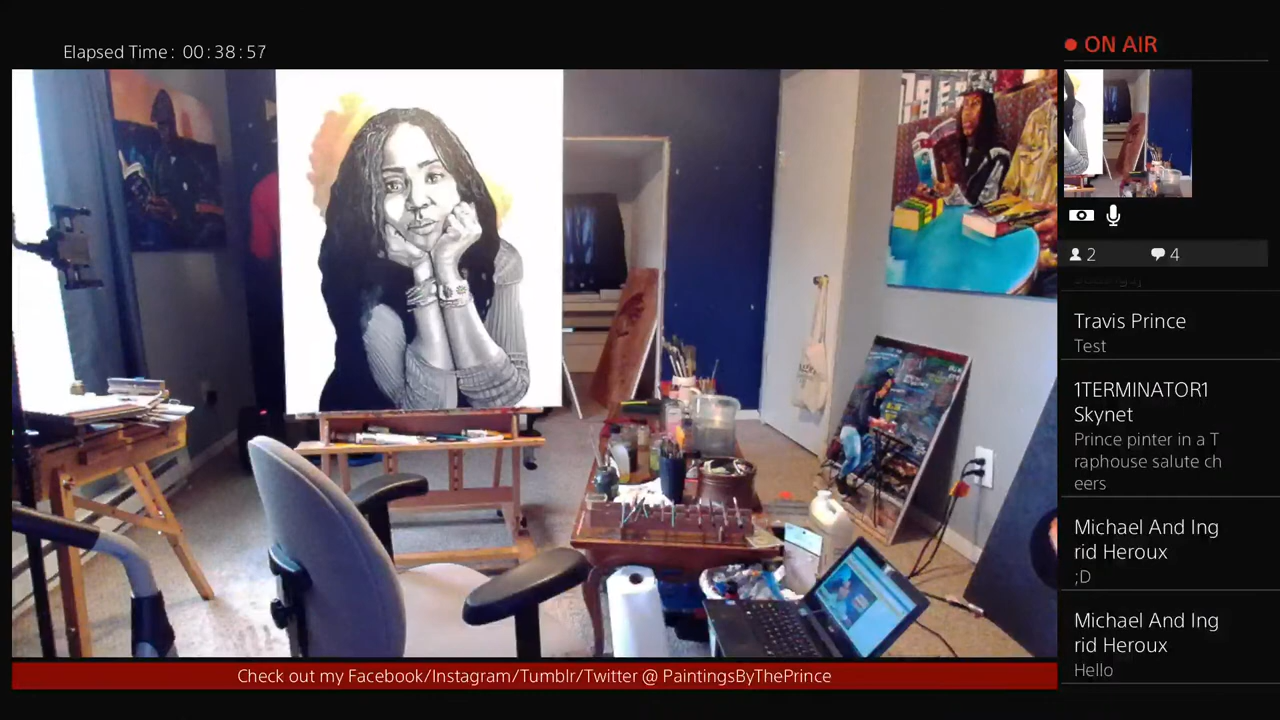 Elapsed Time: 00:38:57
ON AIR
2
4
Travis Prince
Test
1TERMINATOR1
Skynet
Prince pinter in a T
raphouse salute ch
eers
Michael And Ing
rid Heroux
;D
Michael And Ing
rid Heroux
Hello
Check out my Facebook/Instagram/Tumblr/Twitter @ PaintingsByThePrince